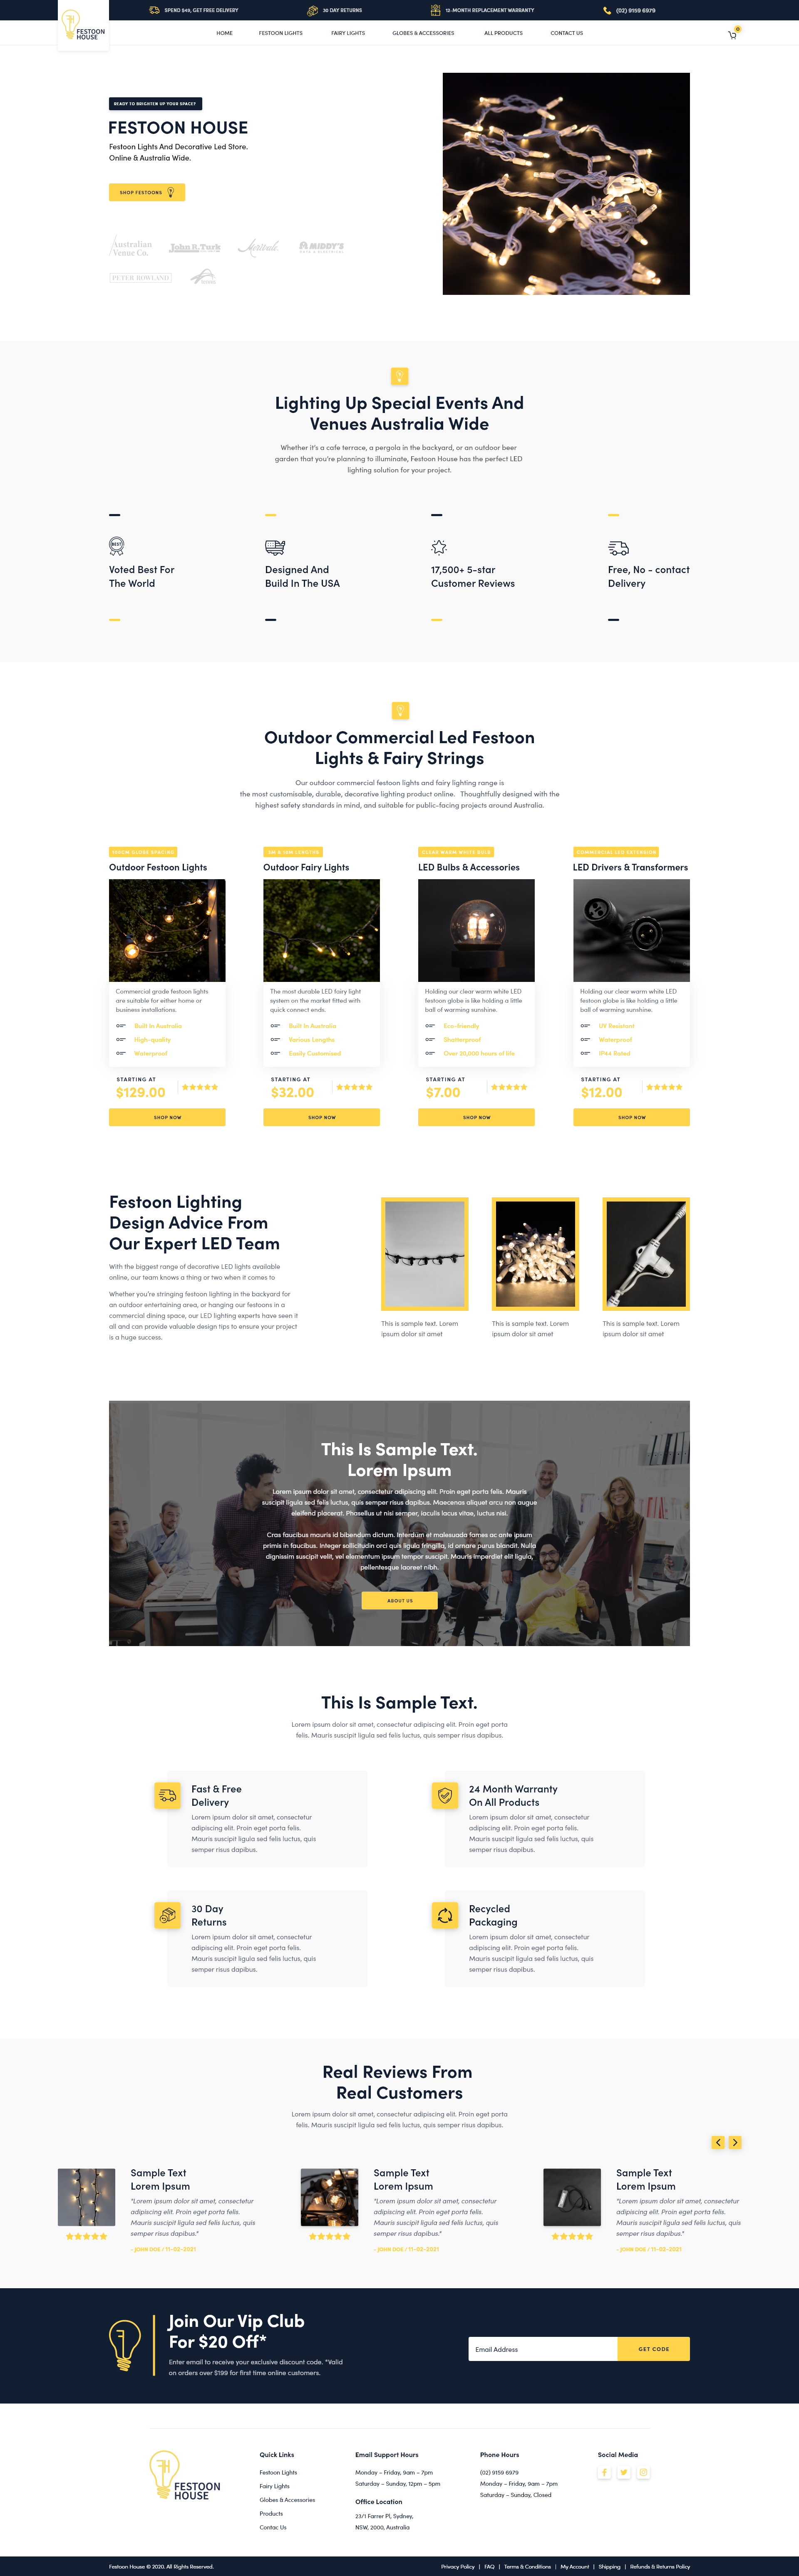 SPEND $49, GET FREE DELIVERY
30 DAY RETURNS
12-MONTH REPLACEMENT WARRANTY
(02) 9159 6979
FESTOON
HOUSE
HOME
FESTOON LIGHTS
FAIRY LIGHTS
GLOBES & ACCESSORIES
ALL PRODUCTS
CONTACT US
READY TO BRIGHTEN UP YOUR SPACE?
FESTOON HOUSE
Festoon Lights And Decorative Led Store.
Online & Australia Wide.
SHOP FESTOONS
Australian
Venue Co.
John R. Turk
Merivale
MIDDY'S
PETER ROWLAND
Lighting Up Special Events And
Venues Australia Wide
Whether it's a cafe terrace, a pergola in the backyard, or an outdoor beer
garden that you're planning to illuminate, Festoon House has the perfect LED
lighting solution for your project.
BEST
Voted Best For
The World
Designed And
Build In The USA
17,500+ 5-star
Customer Reviews
Free, No - contact
Delivery
Outdoor Commercial Led Festoon
Lights & Fairy Strings
Our outdoor commercial festoon lights and fairy lighting range is
the most customisable, durable, decorative lighting product online. Thoughtfully designed with the
highest safety standards in mind, and suitable for public-facing projects around Australia.
GLOBE SPACING
Outdoor Festoon Lights
Commercial grade festoon lights
are suitable for either home or
business installations.
Built In Australia
High-quality
Waterproof
STARTING AT
$129.00
SHOP NOW
LENGTHS
Outdoor Fairy Lights
The most durable LED fairy light
system on the market fitted with
quick connect ends.
Built In Australia
Various Lengths
Easily Customised
STARTING AT
$32.00
SHOP NOW
CLEAR WARM WHITE BULB
LED Bulbs & Accessories
Holding our clear warm white LED
festoon globe is like holding a little
ball of warming sunshine.
Eco-friendly
Shatterproof
Over 20,000 hours of life
STARTING AT
$7.00
SHOP NOW
COMMERCIAL LED EXTENSION
LED Drivers & Transformers
Holding our clear warm white LED
festoon globe is like holding a little
ball of warming sunshine.
UV Resistant
Waterproof
IP44 Rated
STARTING AT
$12.00
SHOP NOW
Festoon Lighting
Design Advice From
Our Expert LED Team
With the biggest range of decorative LED lights available
online, our team knows a thing or two when it comes to
Whether you're stringing festoon lighting in the backyard for
an outdoor entertaining area, or hanging our festoons in a
commercial dining space, our LED lighting experts have seen it
all and can provide valuable design tips to ensure your project
is a huge success.
This is sample text. Lorem
ipsum dolor sit amet
This is sample text. Lorem
ipsum dolor sit amet
This is sample text. Lorem
ipsum dolor sit amet
This Is Sample Text.
Lorem Ipsum
Lorem ipsum dolor sit amet, consectetur adipiscing elit. Proin eget porta felis. Mauris
suscipit ligula sed felis luctus, quis semper risus dapibus. Maecenas aliquet arcu non augue
eleifend placerat. Phasellus ut nisi semper, iaculis lacus vitae, luctus nisl.
Cras faucibus mauris id bibendum dictum. Interdum et malesuada fames ac ante ipsum
primis in faucibus. Integer sollicitudin orci quis ligula fringilla, id ornare purus blandit. Nulla
dignissim suscipit velit, vel elementum ipsum tempor suscipit. Mauris imperdiet elit ligula,
pellentesque laoreet nibh.
ABOUT US
This Is Sample Text.
Lorem ipsum dolor sit amet, consectetur adipiscing elit. Proin eget porta
felis. Mauris suscipit ligula sed felis luctus, quis semper risus dapibus.
Fast & Free
Delivery
Lorem ipsum dolor sit amet, consectetur
adipiscing elit. Proin eget porta felis.
Mauris suscipit ligula sed felis luctus, quis
semper risus dapibus.
24 Month Warranty
On All Products
Lorem ipsum dolor sit amet, consectetur
adipiscing elit. Proin eget porta felis.
Mauris suscipit ligula sed felis luctus, quis
semper risus dapibus.
30 Day
Returns
Lorem ipsum dolor sit amet, consectetur
adipiscing elit. Proin eget porta felis.
Mauris suscipit ligula sed felis luctus, quis
semper risus dapibus.
Recycled
Packaging
Lorem ipsum dolor sit amet, consectetur
adipiscing elit. Proin eget porta felis.
Mauris suscipit ligula sed felis luctus, quis
semper risus dapibus.
Real Reviews From
Real Customers
Lorem ipsum dolor sit amet, consectetur adipiscing elit. Proin eget porta
felis. Mauris suscipit ligula sed felis luctus, quis semper risus dapibus.
Sample Text
Lorem Ipsum
"Lorem ipsum dolor sit amet, consectetur
adipiscing elit. Proin eget porta felis.
Mauris suscipit ligula sed felis luctus, quis
semper risus dapibus."
- JOHN DOE / 11-02-2021
Sample Text
Lorem Ipsum
"Lorem ipsum dolor sit amet, consectetur
adipiscing elit. Proin eget porta felis.
Mauris suscipit ligula sed felis luctus, quis
semper risus dapibus."
- JOHN DOE / 11-02-2021
Sample Text
Lorem Ipsum
"Lorem ipsum dolor sit amet, consectetur
adipiscing elit. Proin eget porta felis.
Mauris suscipit ligula sed felis luctus, quis
semper risus dapibus."
- JOHN DOE / 11-02-2021
Join Our Vip Club
For $20 Off*
Enter email to receive your exclusive discount code. *Valid
on orders over $199 for first time online customers.
Email Address
GET CODE
FESTOON
HOUSE
Quick Links
Festoon Lights
Fairy Lights
Globes & Accessories
Products
Contac Us
Email Support Hours
Monday – Friday, 9am – 7pm
Saturday – Sunday, 12pm – 5pm
Office Location
23/1 Farrer Pl, Sydney,
NSW, 2000, Australia
Phone Hours
(02) 9159 6979
Monday – Friday, 9am – 7pm
Saturday – Sunday, Closed
Social Media
Festoon House © 2020. All Rights Reserved.
Privacy Policy | FAQ | Terms & Conditions | My Account | Shipping | Refunds & Returns Policy